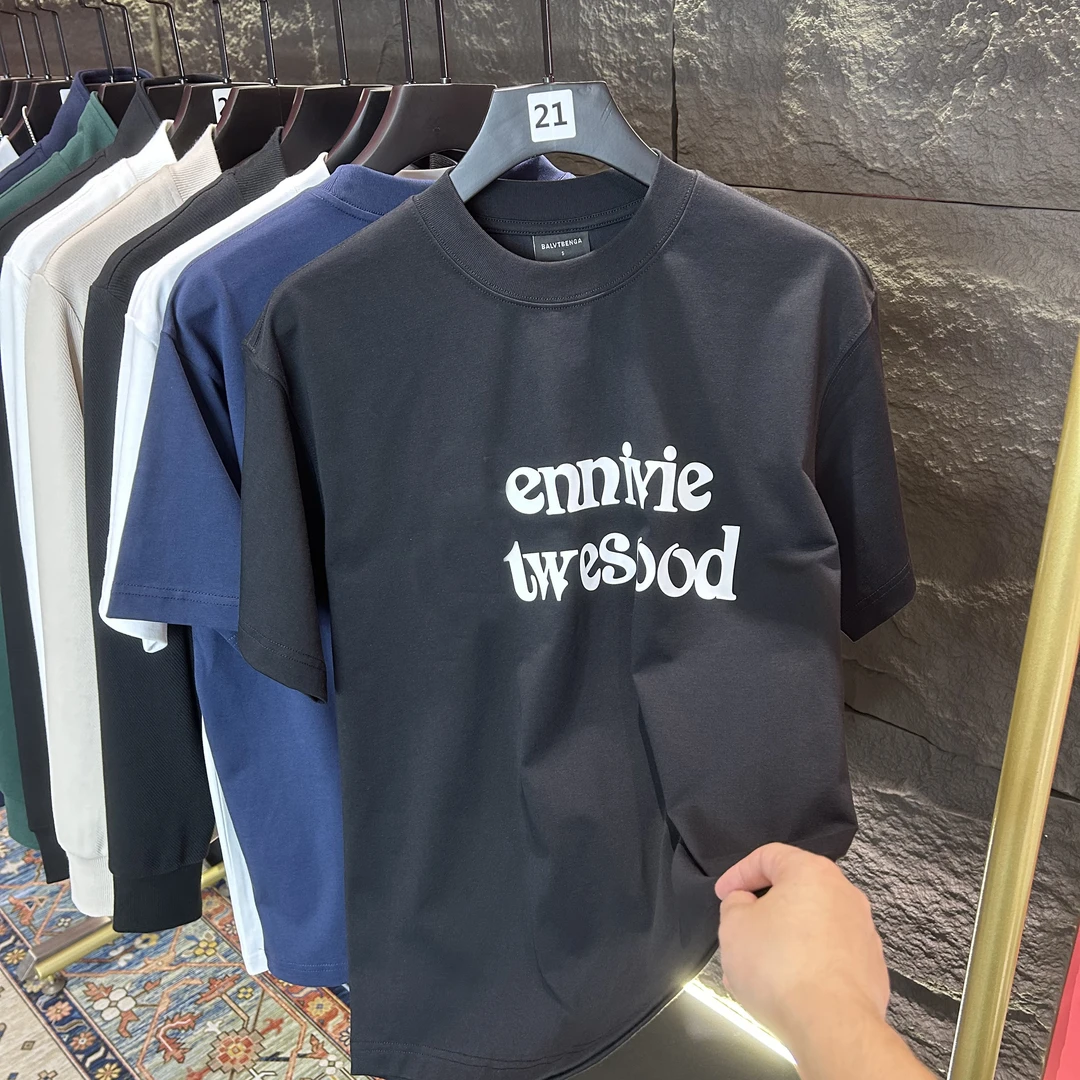 21
BALVTBENGA
ennivie
twesood